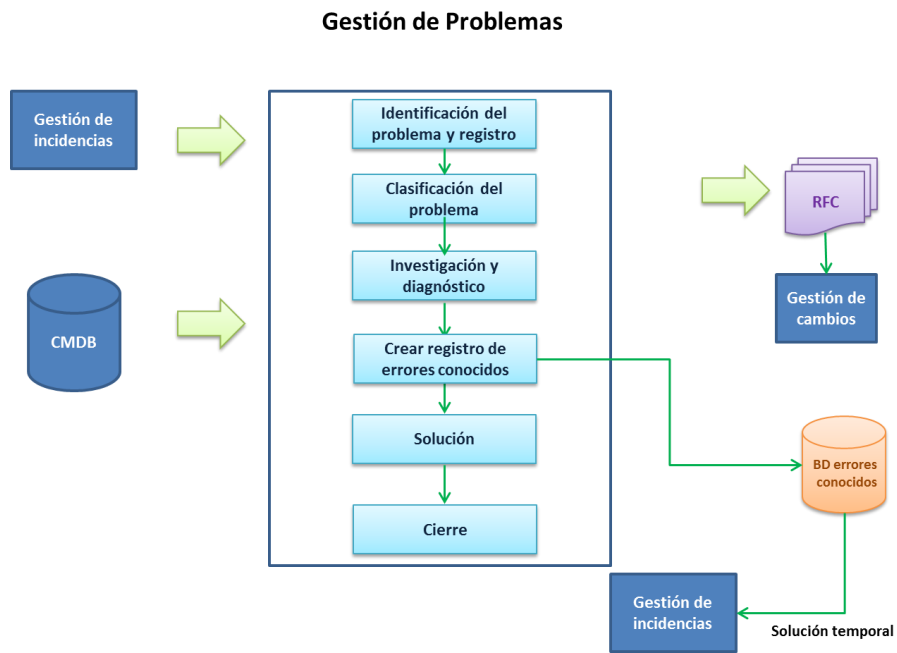 Gestión de Problemas
Gestión de
incidencias
CMDB
Identificación del
problema y registro
Clasificación del
problema
Investigación y
diagnóstico
Crear registro de
errores conocidos
Solución
Cierre
RFC
Gestión de
cambios
BD errores
conocidos
Gestión de
incidencias
Solución temporal